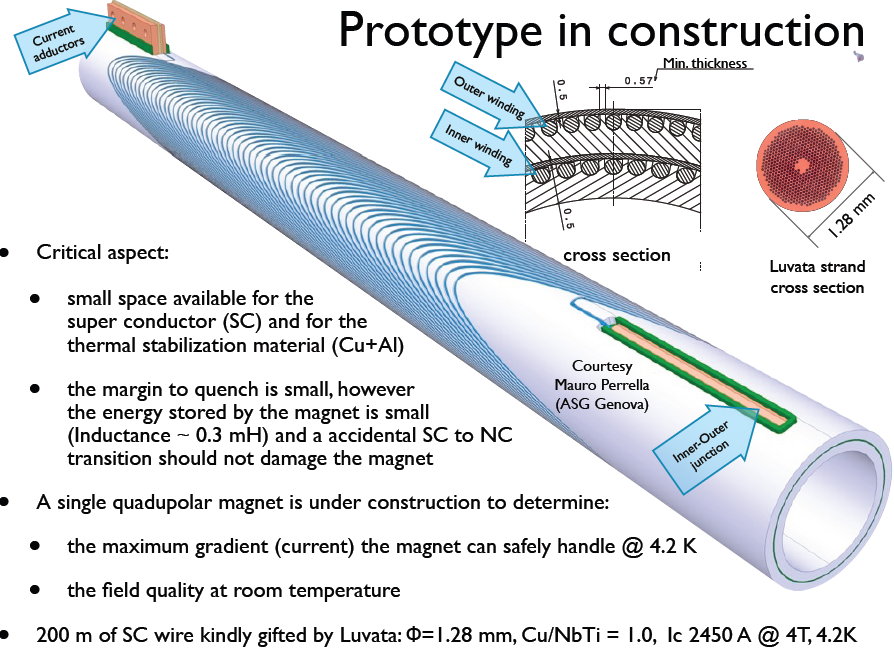 Prototype in construction
Current
adductors
Min. thickness
0.57
0.5
Outer winding
Inner winding
0.5
1.28 mm
cross section
Luvata strand
cross section
• Critical aspect:
• small space available for the
super conductor (SC) and for the
thermal stabilization material (Cu+Al)
• the margin to quench is small, however
the energy stored by the magnet is small
(Inductance ~ 0.3 mH) and a accidental SC to NC
transition should not damage the magnet
Courtesy
Mauro Perrella
(ASG Genova)
Inner-Outer
junction
• A single quadupolar magnet is under construction to determine:
• the maximum gradient (current) the magnet can safely handle @ 4.2 K
• the field quality at room temperature
• 200 m of SC wire kindly gifted by Luvata: Φ=1.28 mm, Cu/NbTi = 1.0, Ic 2450 A @ 4T, 4.2K